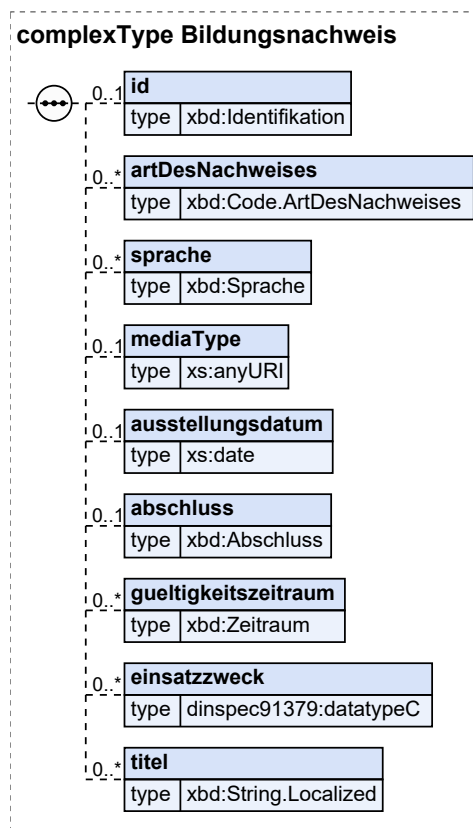 complexType Bildungsnachweis
0..1 id
type xbd:Identifikation
0..* artDesNachweises
type xbd:Code.ArtDesNachweises
0..* sprache
type xbd:Sprache
0..1 mediaType
type xs:anyURI
0..1 ausstellungsdatum
type xs:date
0..1 abschluss
type xbd:Abschluss
0..* gueltigkeitszeitraum
type xbd:Zeitraum
0..* einsatzzweck
type dinspec91379:datatypeC
0..* titel
type xbd:String.Localized